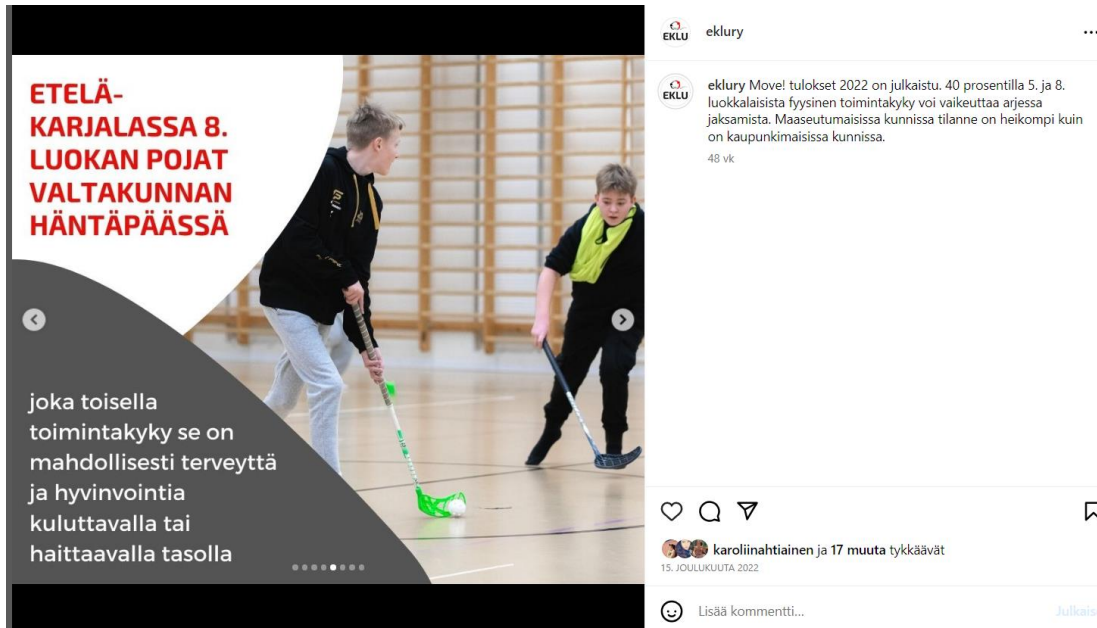 ETELÄ-
KARJALASSA 8.
LUOKAN POJAT
VALTAKUNNAN
HÄNTÄPÄÄSSÄ
joka toisella
toimintakyky se on
mahdollisesti terveyttä
ja hyvinvointia
kuluttavalla tai
haittaavalla tasolla
EKLU
eklury
EKLU
eklury Move! tulokset 2022 on julkaistu. 40 prosentilla 5. ja 8.
luokkalaisista fyysinen toimintakyky voi vaikeuttaa arjessa
jaksamista. Maaseutumaisissa kunnissa tilanne on heikompi kuin
on kaupunkimaisissa kunnissa.
48 vk
karoliinahtiainen ja 17 muuta tykkäävät
15. JOULUKUUTA 2022
Lisää kommentti...
Julkais